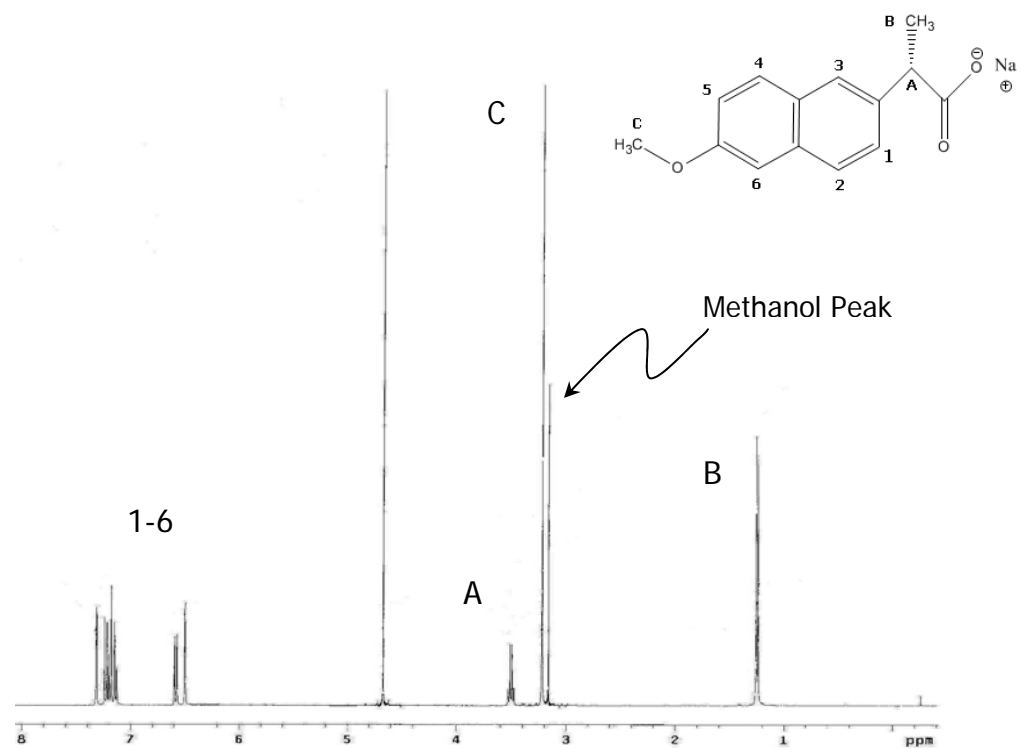 B CH₃
4
3
5
A
O ⊖ Na ⊕
C
H₃C
O
1
O
6
2
C
Methanol Peak
B
1-6
A
8 7 6 5 4 3 2 1 ppm